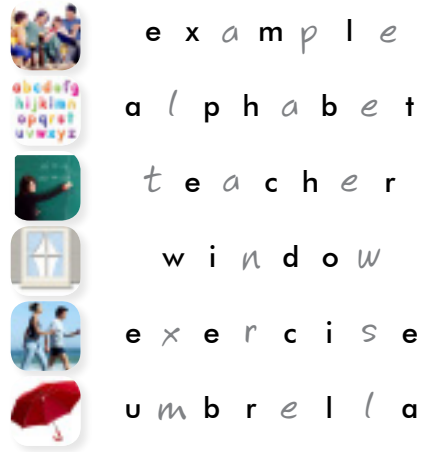 e x a m p l e
a l p h a b e t
t e a c h e r
w i n d o w
e x e r c i s e
u m b r e l l a